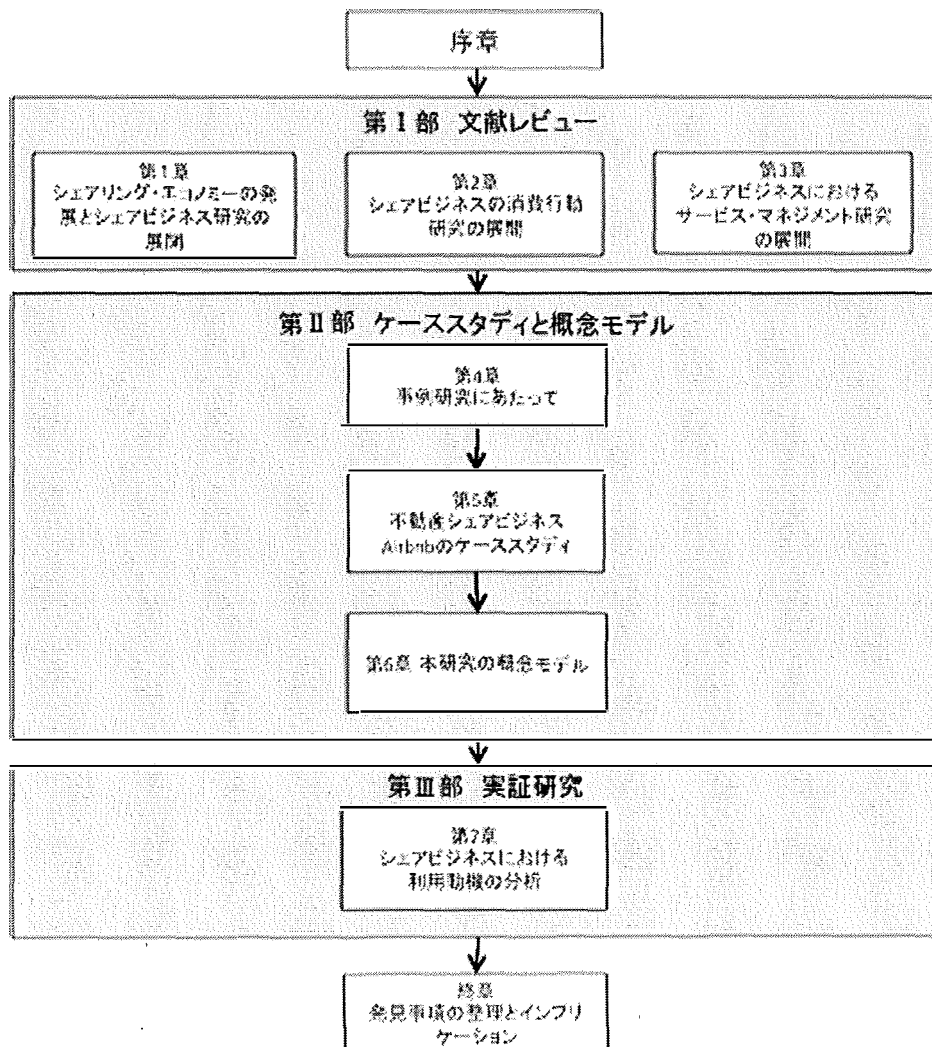 序章
第Ⅰ部 文献レビュー
第1章
シェアリング・エコノミーの発
展とシェアビジネス研究の
展開
第2章
シェアビジネスの消費行動
研究の展開
第3章
シェアビジネスにおける
サービス・マネジメント研究
の展開
第Ⅱ部 ケーススタディと概念モデル
第4章
事例研究にあたって
第5章
不動産シェアビジネス
Airbnbのケーススタディ
第6章 本研究の概念モデル
第Ⅲ部 実証研究
第7章
シェアビジネスにおける
利用動機の分析
終章
発見事項の整理とインプリ
ケーション